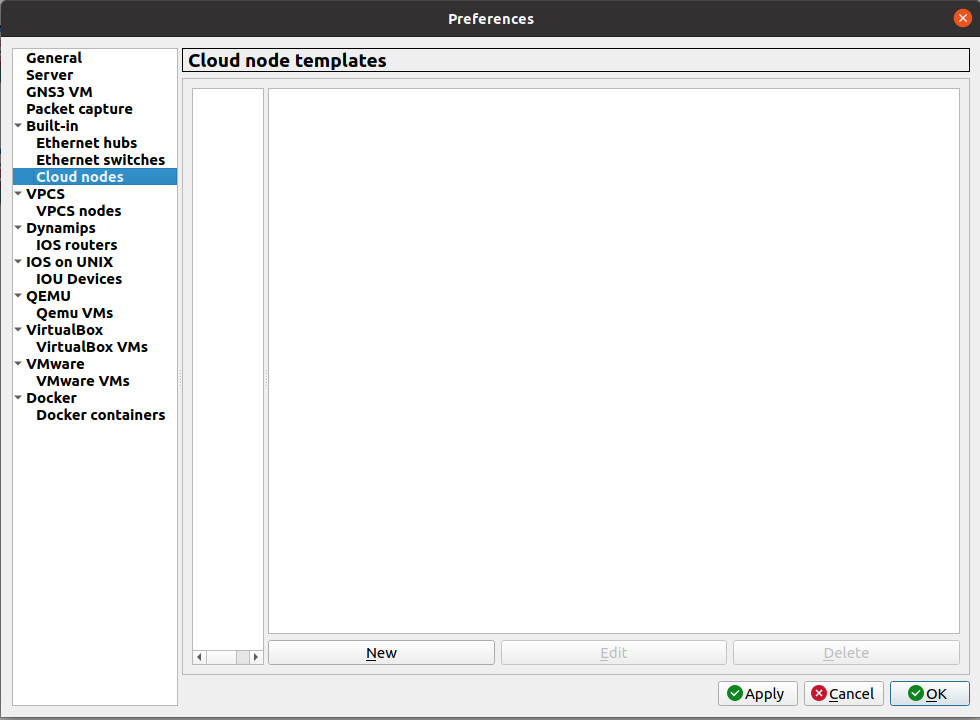 Preferences
General
Server
GNS3 VM
Packet capture
Built-in
Ethernet hubs
Ethernet switches
Cloud nodes
VPCS
VPCS nodes
Dynamips
IOS routers
IOS on UNIX
IOU Devices
QEMU
Qemu VMs
VirtualBox
VirtualBox VMs
VMware
VMware VMs
Docker
Docker containers
Cloud node templates
New
Edit
Delete
Apply
Cancel
OK